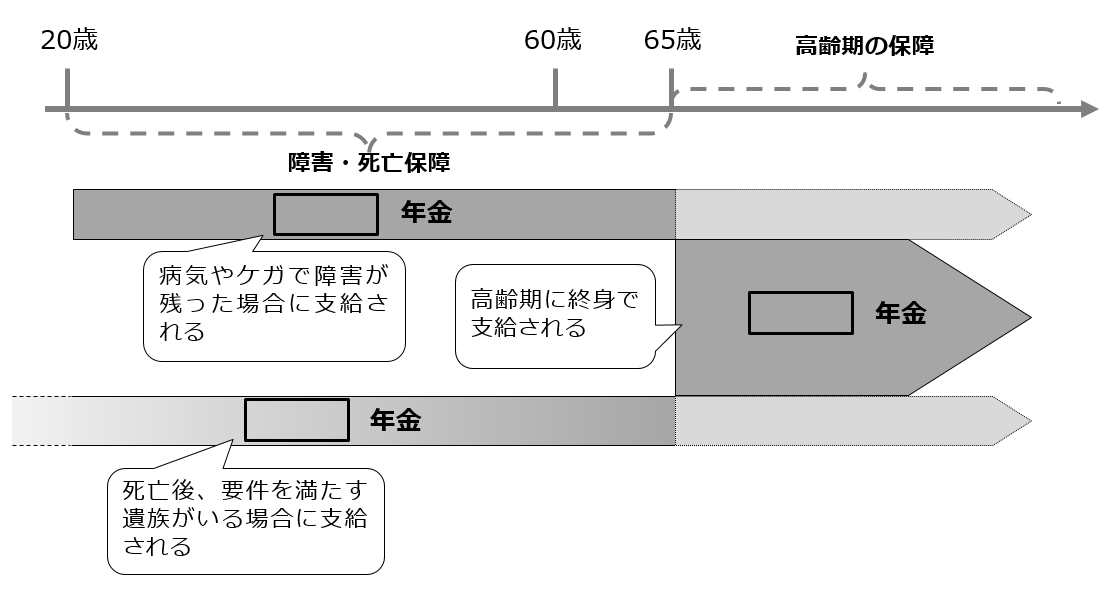 20歳
60歳
65歳
高齢期の保障
障害・死亡保障
年金
病気やケガで障害が
残った場合に支給さ
れる
高齢期に終身で
支給される
年金
年金
死亡後、要件を満たす
遺族がいる場合に支給
される